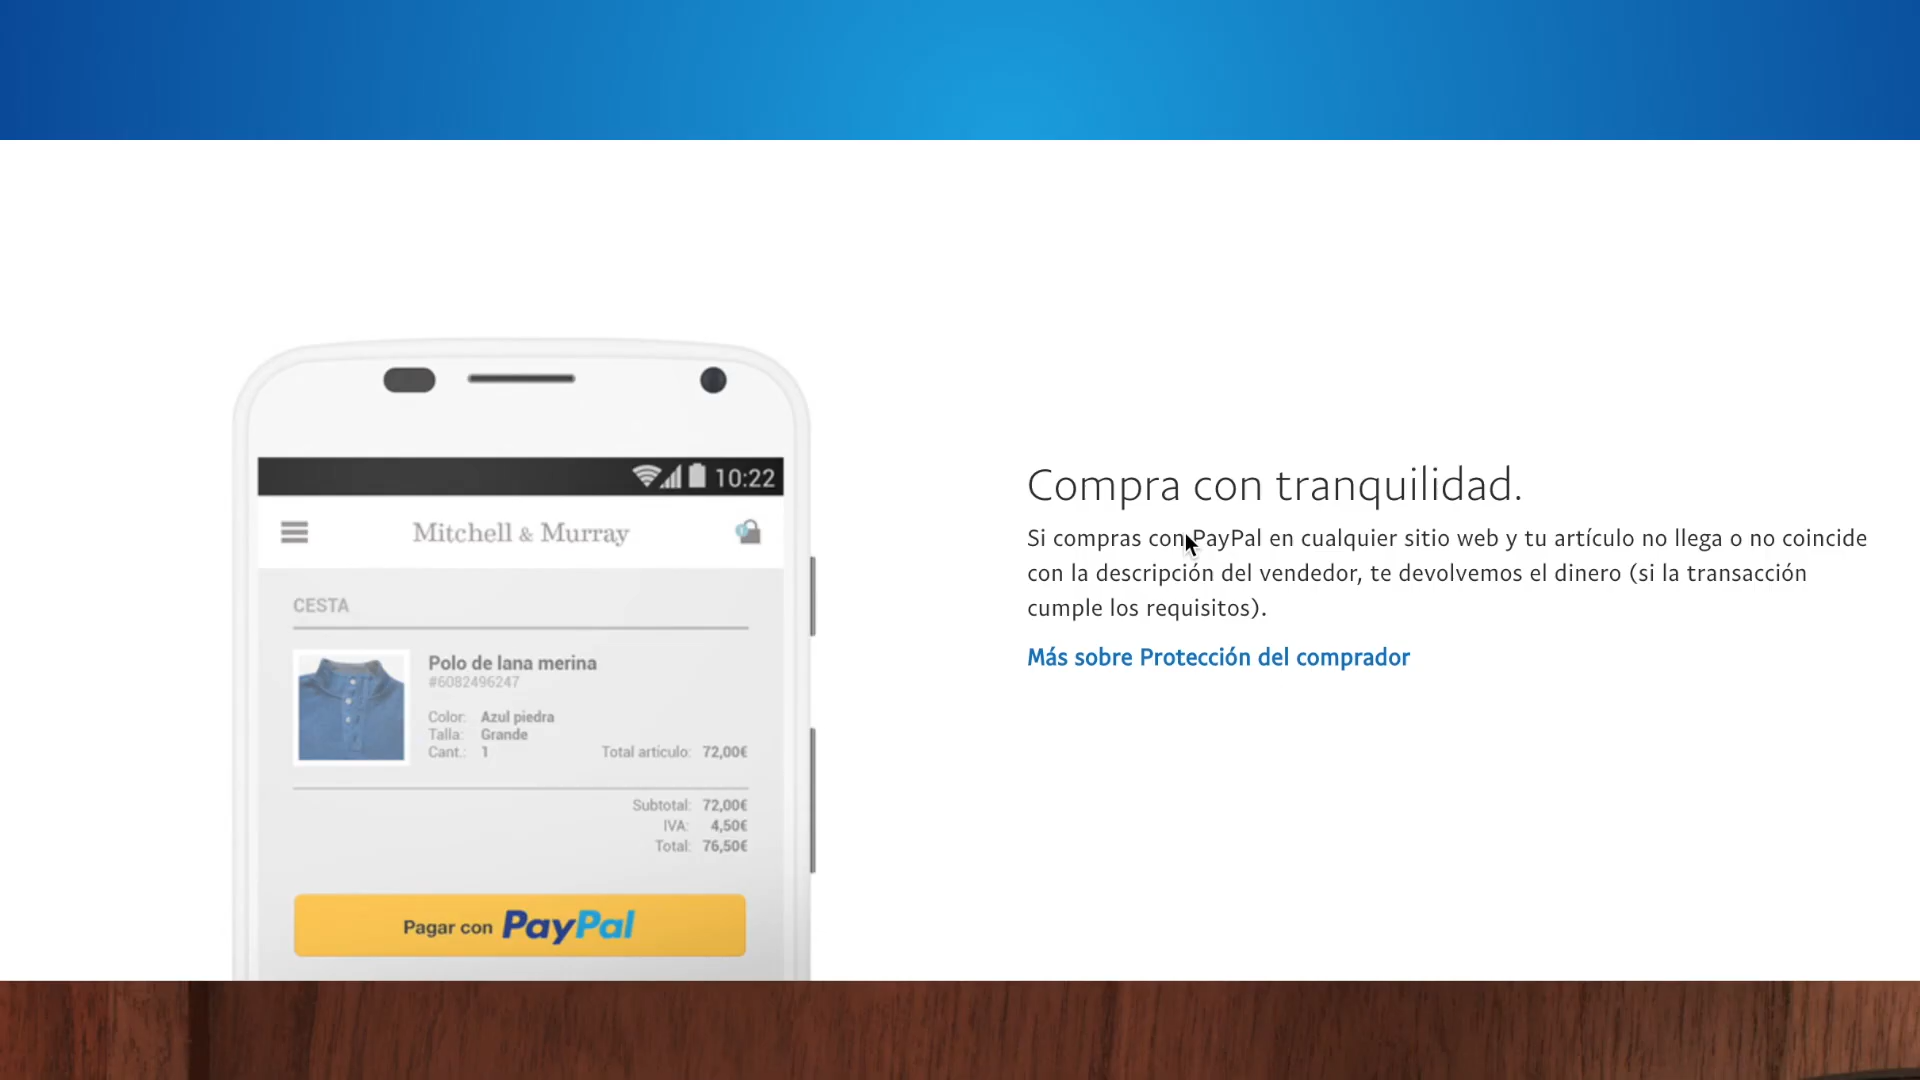 10:22
Mitchell & Murray
CESTA
Polo de lana merina
#6082496247
Color: Azul piedra
Talla: Grande
Cant.: 1 Total articulo: 72,00€
Subtotal: 72,00€
IVA: 4,50€
Total: 76,50€
Pagar con PayPal
Compra con tranquilidad.
Si compras con PayPal en cualquier sitio web y tu artículo no llega o no coincide
con la descripción del vendedor, te devolvemos el dinero (si la transacción
cumple los requisitos).
Más sobre Protección del comprador